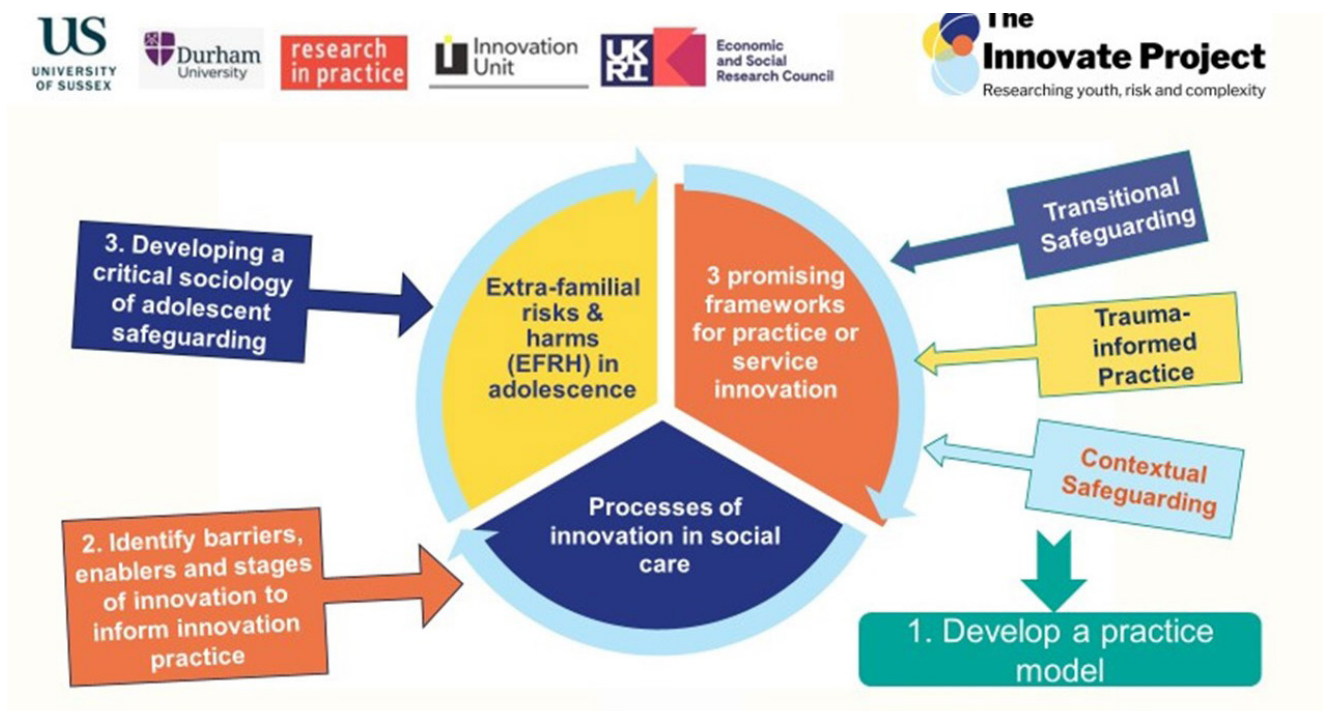 US
UNIVERSITY
OF SUSSEX
Durham
University
research
in practice
Innovation
Unit
UK
RI
Economic
and Social
Research Council
The
Innovate Project
Researching youth, risk and complexity
3. Developing a
critical sociology
of adolescent
safeguarding
Extra-familial
risks &
harms
(EFRH) in
adolescence
3 promising
frameworks
for practice or
service
innovation
Transitional
Safeguarding
Trauma-
informed
Practice
Contextual
Safeguarding
Processes of
innovation in social
care
2. Identify barriers,
enablers and stages
of innovation to
inform innovation
practice
1. Develop a practice
model